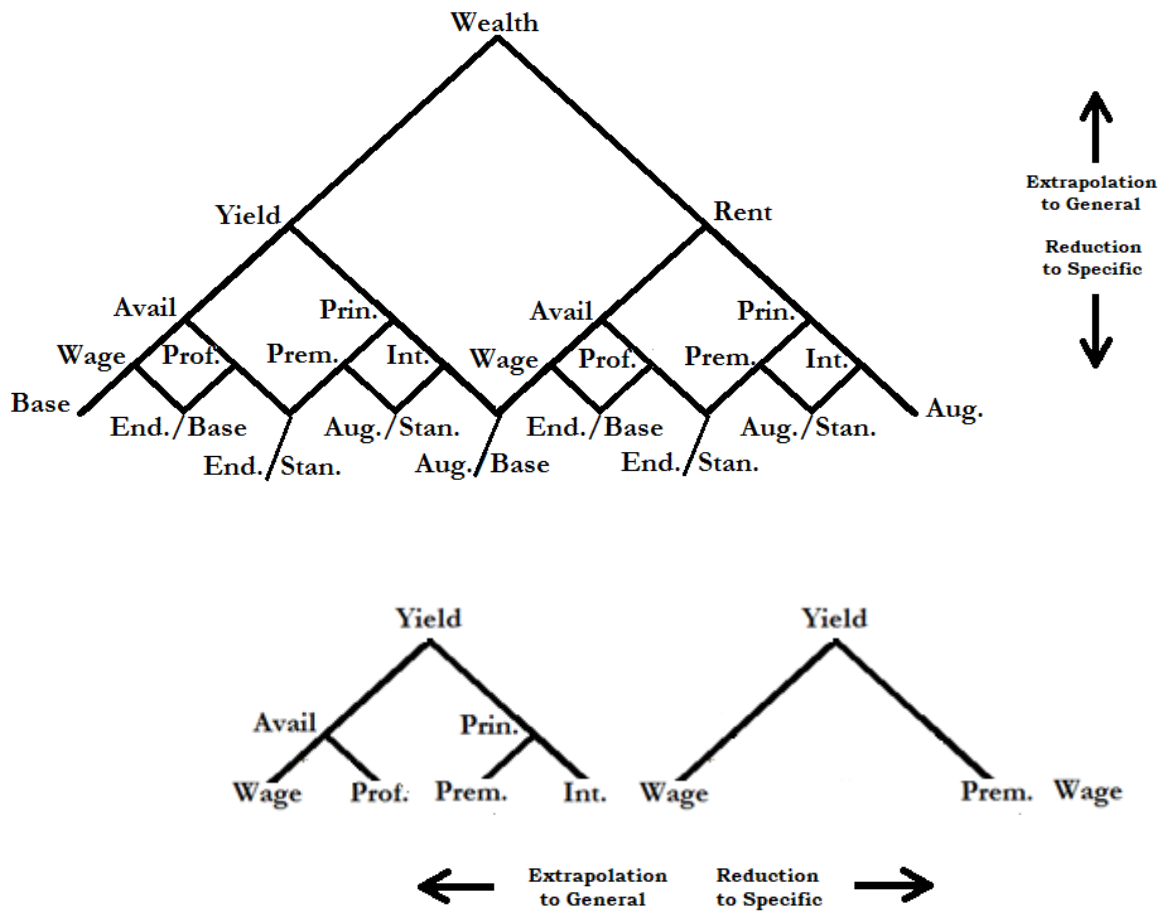 Wealth
Yield
Rent
Extrapolation
to General
Reduction
to Specific
Avail
Prin.
Avail
Prin.
Wage
Prof.
Prem.
Int.
Wage
Prof.
Prem.
Int.
Base
End./Base
Aug./Stan.
End./Base
Aug./Stan.
Aug.
End./Stan.
Aug./Base
End./Stan.
Yield
Yield
Avail
Prin.
Wage
Prof.
Prem.
Int.
Wage
Prem.
Wage
Extrapolation
to General
Reduction
to Specific